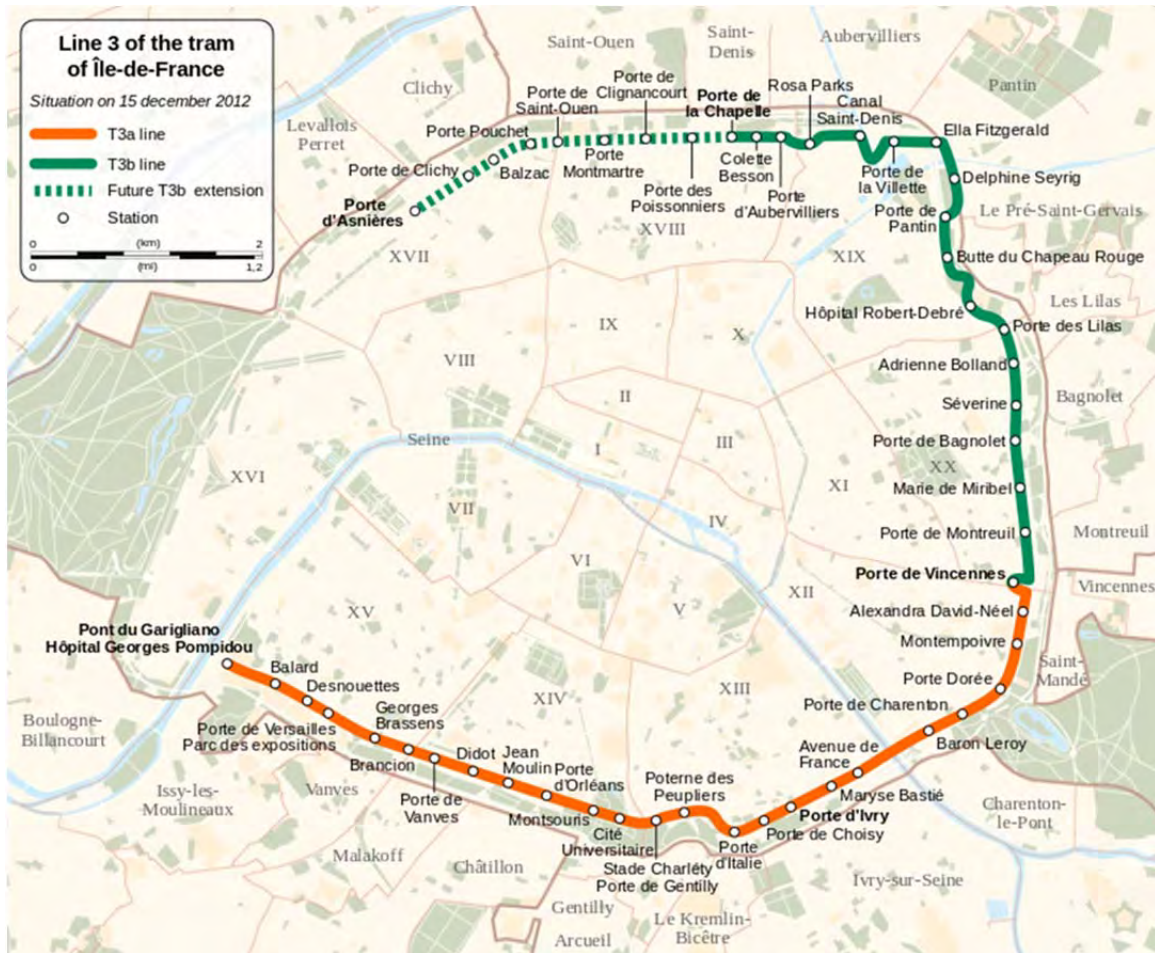 Line 3 of the tram
of Île-de-France
Situation on 15 december 2012
T3a line
T3b line
Future T3b extension
Station
0 (km) 2
0 (mi) 1,2
Saint-Ouen
Saint-
Denis
Aubervilliers
Clichy
Pantin
Levallois
Perret
Porte de
Saint-Ouen
Porte de
Clignancourt
Porte de
la Chapelle
Rosa Parks
Canal
Saint-Denis
Ella Fitzgerald
Porte Pouchet
Porte de Clichy
Balzac
Porte
Montmartre
Colette
Besson
Porte de
la Villette
Delphine Seyrig
Porte
d'Asnières
Porte des
Poissonniers
Porte
d'Aubervilliers
Porte de
Pantin
Le Pré-Saint-Gervais
XVII
XVIII
XIX
Butte du Chapeau Rouge
Les Lilas
Hôpital Robert-Debré
Porte des Lilas
IX
X
VIII
Adrienne Bolland
II
Bagnolet
Séverine
Seine
I
III
Porte de Bagnolet
XVI
XX
XI
Marie de Miribel
VII
IV
Porte de Montreuil
Montreuil
VI
Porte de Vincennes
Vincennes
XII
XV
V
Alexandra David-Néel
Pont du Garigliano
Hôpital Georges Pompidou
Montempoivre
Balard
Saint-
Mandé
Desnouettes
XIV
XIII
Porte Dorée
Georges
Brassens
Porte de Charenton
Boulogne-
Billancourt
Porte de Versailles
Parc des expositions
Baron Leroy
Brancion
Didot
Jean
Moulin
Avenue de
France
Porte
d'Orléans
Poterne des
Peupliers
Issy-les-
Moulineaux
Vanves
Porte de
Vanves
Maryse Bastié
Montsouris
Porte d'Ivry
Charenton-
le-Pont
Cité
Universitaire
Porte de Choisy
Porte
d'Italie
Malakoff
Châtillon
Stade Charléty
Porte de Gentilly
Ivry-sur-Seine
Gentilly
Le Kremlin-
Bicêtre
Arcueil